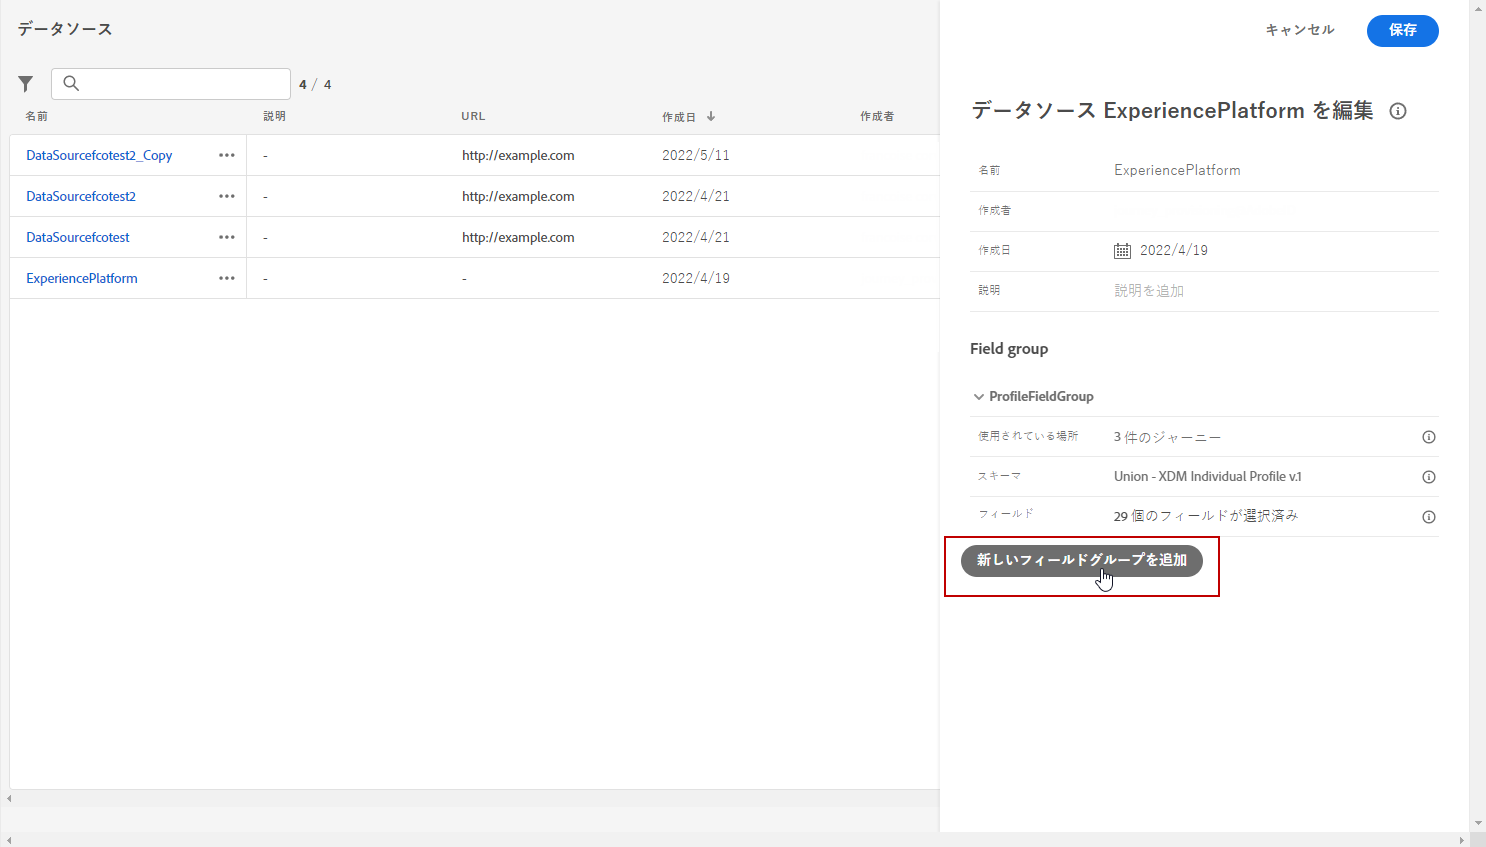 データソース
4 / 4
名前 説明 URL 作成日 作成者
DataSourcefcotest2_Copy ••• - http://example.com 2022/5/11
DataSourcefcotest2 ••• - http://example.com 2022/4/21
DataSourcefcotest ••• - http://example.com 2022/4/21
ExperiencePlatform ••• - - 2022/4/19
キャンセル 保存
データソース ExperiencePlatform を編集
名前 ExperiencePlatform
作成者
作成日 2022/4/19
説明 説明を追加
Field group
ProfileFieldGroup
使用されている場所 3 件のジャーニー
スキーマ Union - XDM Individual Profile v.1
フィールド 29 個のフィールドが選択済み
新しいフィールドグループを追加